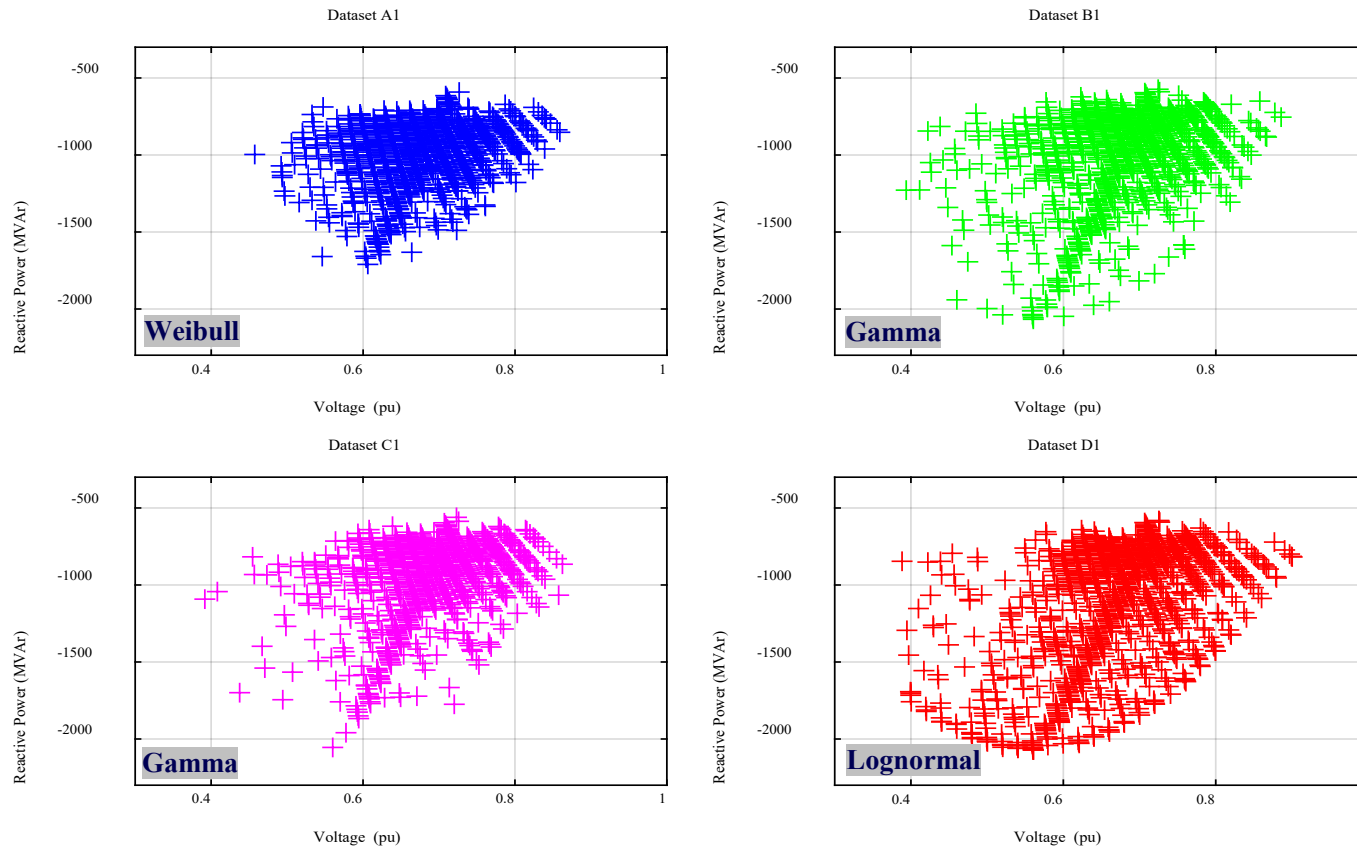 Dataset A1
-500
-1000
-1500
-2000
Reactive Power (MVAr)
Weibull
0.4
0.6
0.8
1
Voltage (pu)
Dataset B1
-500
-1000
-1500
-2000
Reactive Power (MVAr)
Gamma
0.4
0.6
0.8
Voltage (pu)
Dataset C1
-500
-1000
-1500
-2000
Reactive Power (MVAr)
Gamma
0.4
0.6
0.8
1
Voltage (pu)
Dataset D1
-500
-1000
-1500
-2000
Reactive Power (MVAr)
Lognormal
0.4
0.6
0.8
Voltage (pu)